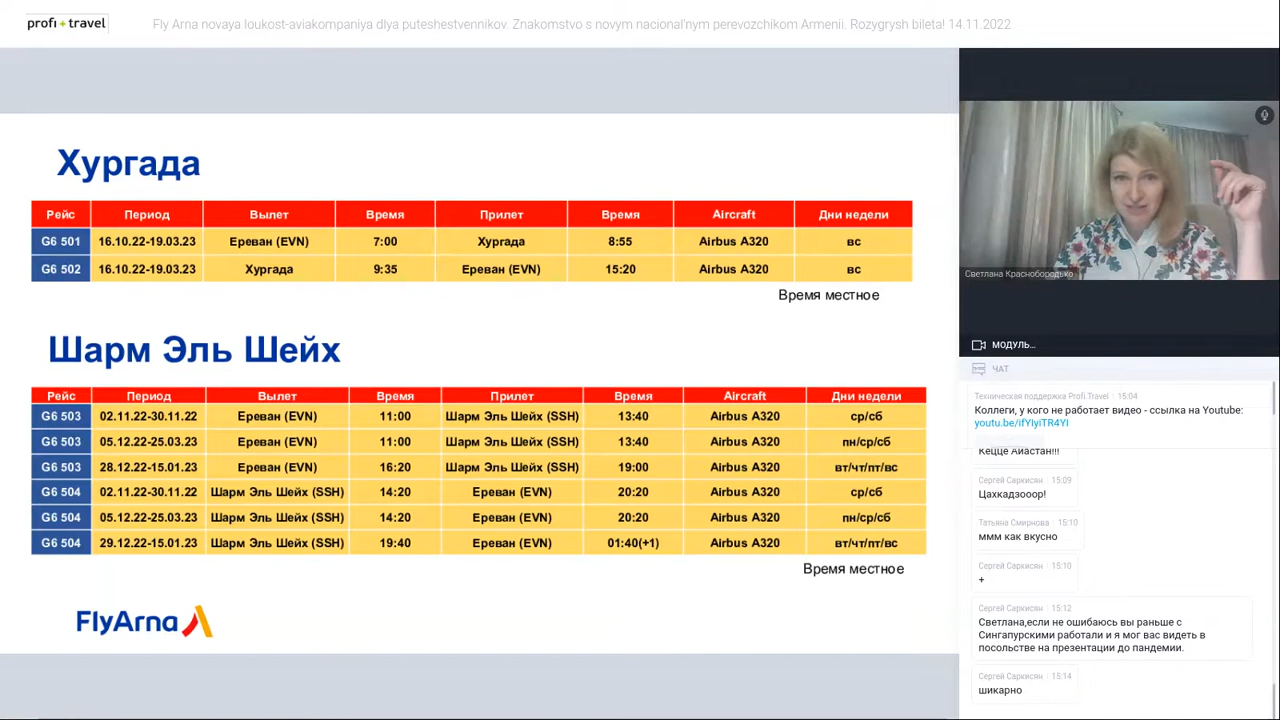 profi + travel
Fly Arna novaya loukost-aviakompaniya dlya puteshestvennikov. Znakomstvo s novym nacional'nym perevozchikom Armenii. Rozygrysh bileta! 14.11.2022
Хургада
Рейс Период Вылет Время Прилет Время Aircraft Дни недели
G6 501 16.10.22-19.03.23 Ереван (EVN) 7:00 Хургада 8:55 Airbus A320 вс
G6 502 16.10.22-19.03.23 Хургада 9:35 Ереван (EVN) 15:20 Airbus A320 вс
Время местное
Шарм Эль Шейх
Рейс Период Вылет Время Прилет Время Aircraft Дни недели
G6 503 02.11.22-30.11.22 Ереван (EVN) 11:00 Шарм Эль Шейх (SSH) 13:40 Airbus A320 ср/сб
G6 503 05.12.22-25.03.23 Ереван (EVN) 11:00 Шарм Эль Шейх (SSH) 13:40 Airbus A320 пн/ср/сб
G6 503 28.12.22-15.01.23 Ереван (EVN) 16:20 Шарм Эль Шейх (SSH) 19:00 Airbus A320 вт/чт/пт/вс
G6 504 02.11.22-30.11.22 Шарм Эль Шейх (SSH) 14:20 Ереван (EVN) 20:20 Airbus A320 ср/сб
G6 504 05.12.22-25.03.23 Шарм Эль Шейх (SSH) 14:20 Ереван (EVN) 20:20 Airbus A320 пн/ср/сб
G6 504 29.12.22-15.01.23 Шарм Эль Шейх (SSH) 19:40 Ереван (EVN) 01:40(+1) Airbus A320 вт/чт/пт/вс
Время местное
FlyArna
Светлана Краснобородько
МОДУЛЬ...
ЧАТ
Техническая поддержка Profi.Travel 15:04
Коллеги, у кого не работает видео - ссылка на Youtube:
youtu.be/ifYIyiTR4YI
Кецце Айастан!!!
Сергей Саркисян 15:09
Цахкадзооор!
Татьяна Смирнова 15:10
ммм как вкусно
Сергей Саркисян 15:10
+
Сергей Саркисян 15:12
Светлана,если не ошибаюсь вы раньше с
Сингапурскими работали и я мог вас видеть в
посольстве на презентации до пандемии.
Сергей Саркисян 15:14
шикарно